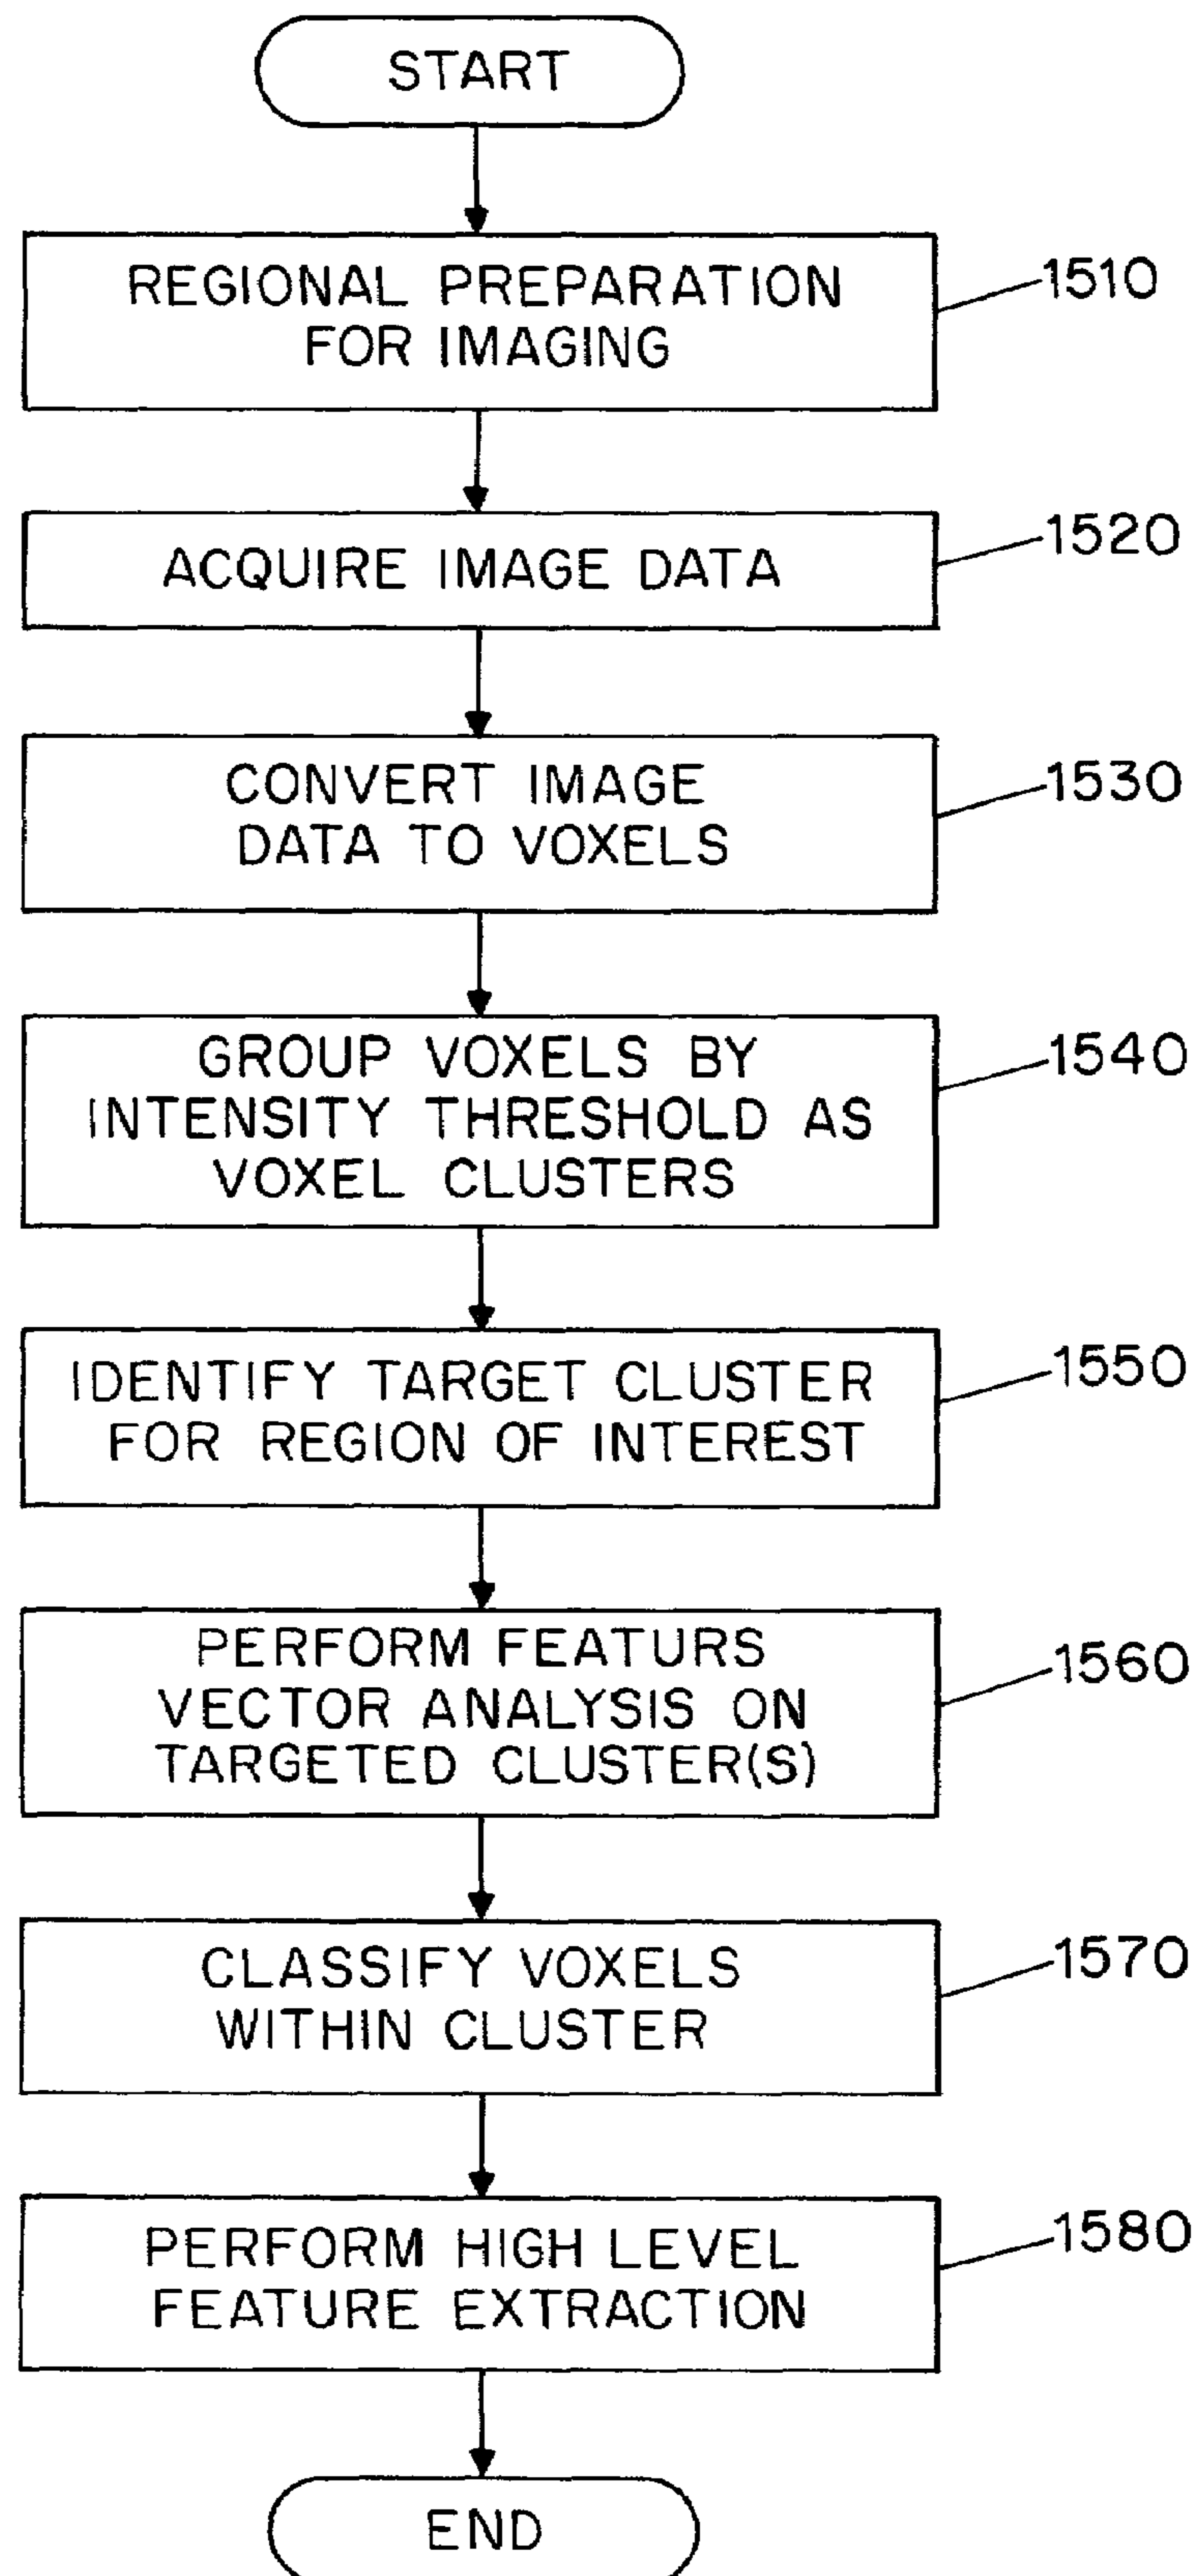 START
REGIONAL PREPARATION
FOR IMAGING
1510
ACQUIRE IMAGE DATA
1520
CONVERT IMAGE
DATA TO VOXELS
1530
GROUP VOXELS BY
INTENSITY THRESHOLD AS
VOXEL CLUSTERS
1540
IDENTIFY TARGET CLUSTER
FOR REGION OF INTEREST
1550
PERFORM FEATURS
VECTOR ANALYSIS ON
TARGETED CLUSTER(S)
1560
CLASSIFY VOXELS
WITHIN CLUSTER
1570
PERFORM HIGH LEVEL
FEATURE EXTRACTION
1580
END